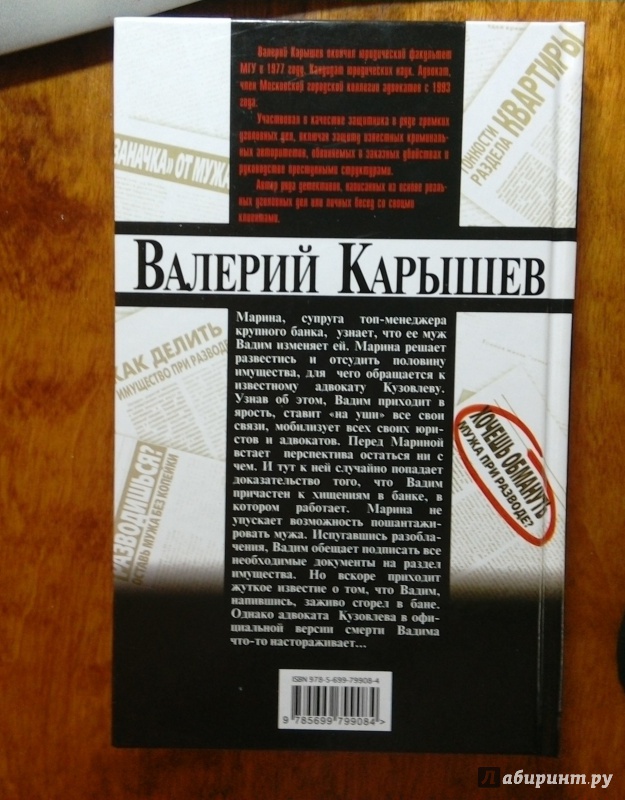 Валерий Карышев окончил юридический факультет
МГУ в 1977 году. Кандидат юридических наук. Адвокат,
член Московской городской коллегии адвокатов с 1993
года.
Участвовал в качестве защитника в ряде громких
уголовных дел, включая защиту известных криминаль-
ных авторитетов, обвиняемых в заказных убийствах и
руководстве преступными структурами.
Автор ряда детективов, написанных на основе реаль-
ных уголовных дел или личных бесед со своими
клиентами.
ЗАНАЧКА» ОТ МУЖА
РАЗДЕЛА КВАРТИРЫ
ВАЛЕРИЙ КАРЫШЕВ
КАК ДЕЛИТЬ
ИМУЩЕСТВО ПРИ РАЗВОДЕ
РАЗВОДИШЬСЯ?
ОСТАВЬ МУЖА БЕЗ КОПЕЙКИ
ХОЧЕШЬ ОБМАНУТЬ
МУЖА ПРИ РАЗВОДЕ?
Марина, супруга топ-менеджера
крупного банка, узнает, что ее муж
Вадим изменяет ей. Марина решает
развестись и отсудить половину
имущества, для чего обращается к
известному адвокату Кузовлеву.
Узнав об этом, Вадим приходит в
ярость, ставит «на уши» все свои
связи, мобилизует всех своих юри-
стов и адвокатов. Перед Мариной
встает перспектива остаться ни с
чем. И тут к ней случайно попадает
доказательство того, что Вадим
причастен к хищениям в банке, в
котором работает. Марина не
упускает возможность пошантажи-
ровать мужа. Испугавшись разобла-
чения, Вадим обещает подписать все
необходимые документы на раздел
имущества. Но вскоре приходит
жуткое известие о том, что Вадим,
напившись, заживо сгорел в бане.
Однако адвоката Кузовлева в офи-
циальной версии смерти Вадима
что-то настораживает...
ISBN 978-5-699-79908-4
9 785699 799084 >
Лабиринт.ру